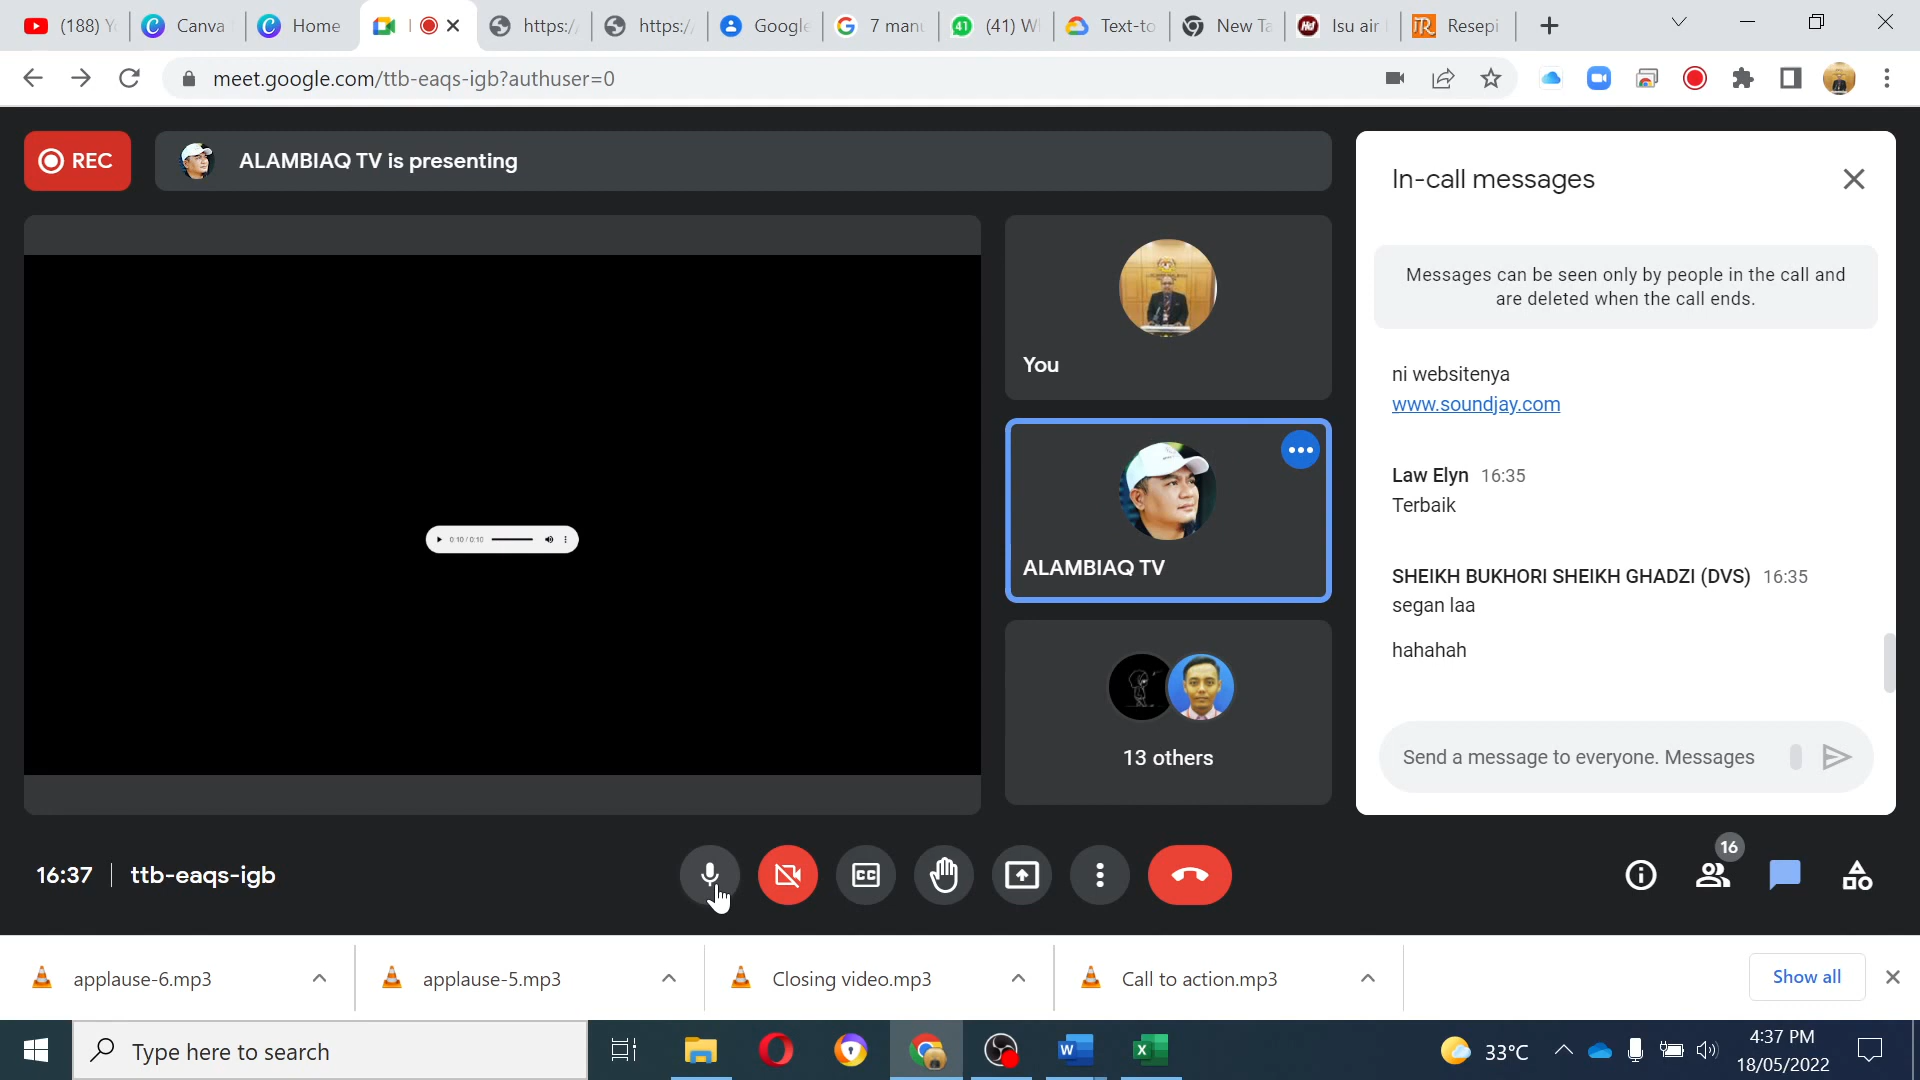 (188) Y
Canva
Home
https:/
https:/
Google
7 man
(41) W
Text-to
New Ta
Isu air
Resepi
meet.google.com/ttb-eaqs-igb?authuser=0
REC
ALAMBIAQ TV is presenting
In-call messages
Messages can be seen only by people in the call and
are deleted when the call ends.
ni websitenya
www.soundjay.com
Law Elyn 16:35
Terbaik
SHEIKH BUKHORI SHEIKH GHADZI (DVS) 16:35
segan laa
hahahah
Send a message to everyone. Messages
0:10 / 0:10
You
ALAMBIAQ TV
13 others
16:37 | ttb-eaqs-igb
16
applause-6.mp3
applause-5.mp3
Closing video.mp3
Call to action.mp3
Show all
Type here to search
33°C
4:37 PM
18/05/2022